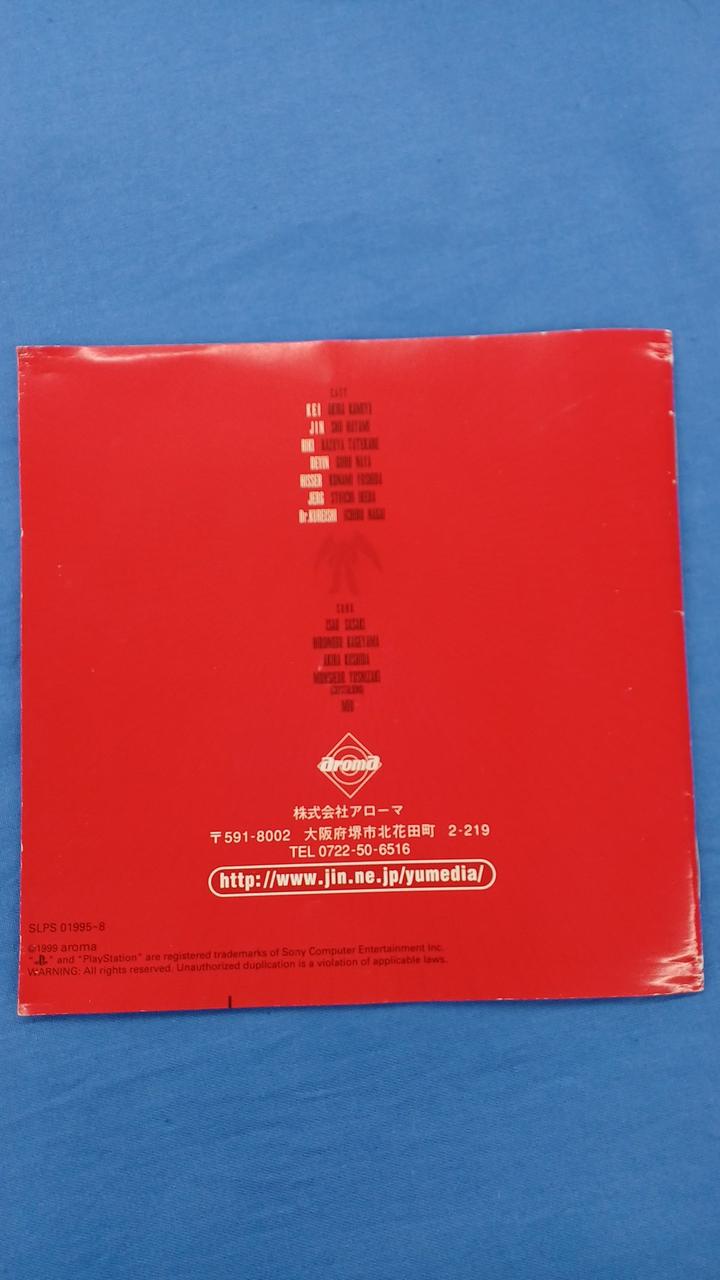 CAST
KEI AKIRA KAMIYA
JIN SHO HAYAMI
RIKI KAZUYA TATEKABE
DEVIN GORO NAYA
HISSER KONAMI YOSHIDA
JERG SYUICHI IKEDA
Dr.KUREISHI ICHIRO NAGAI
SONG
ISAO SASAKI
HIRONOBU KAGEYAMA
AKIRA KUSHIDA
MONSIEUR YOSHIZAKI
(CRYSTALKING)
MIO
aroma
株式会社アローマ
〒591-8002 大阪府堺市北花田町 2-219
TEL 0722-50-6516
http://www.jin.ne.jp/yumedia/
SLPS 01995~8
©1999 aroma
" " and "PlayStation" are registered trademarks of Sony Computer Entertainment Inc.
WARNING: All rights reserved. Unauthorized duplication is a violation of applicable laws.